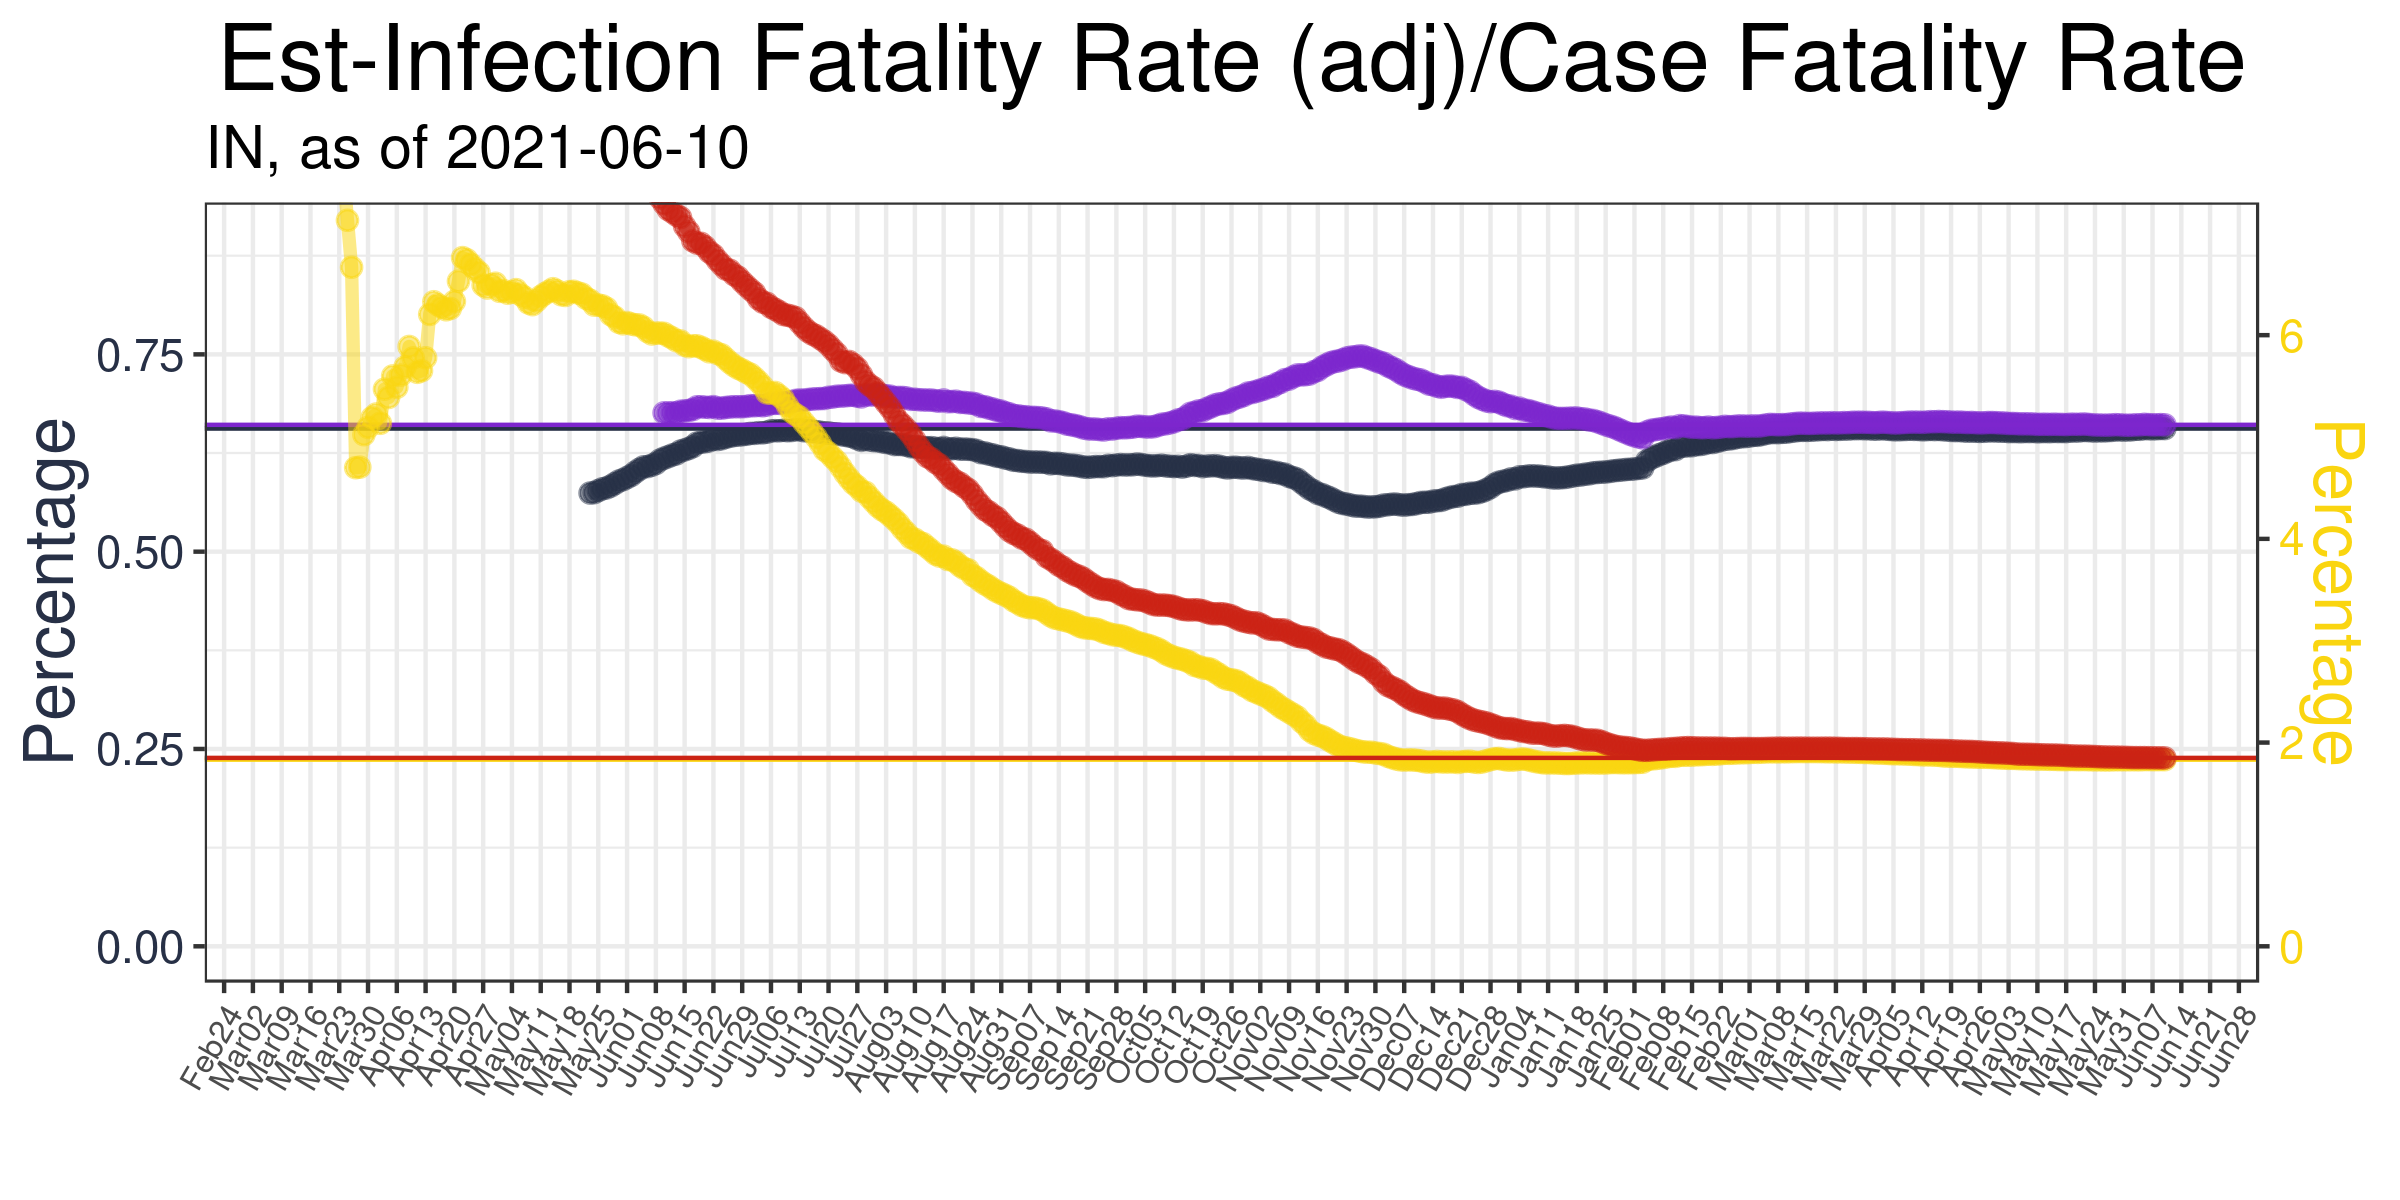 Est-Infection Fatality Rate (adj)/Case Fatality Rate
IN, as of 2021-06-10
Percentage
0.75
0.50
0.25
0.00
6
4
2
0
Percentage
Feb24
Mar02
Mar09
Mar16
Mar23
Mar30
Apr06
Apr13
Apr20
Apr27
May04
May11
May18
May25
Jun01
Jun08
Jun15
Jun22
Jun29
Jul06
Jul13
Jul20
Jul27
Aug03
Aug10
Aug17
Aug24
Aug31
Sep07
Sep14
Sep21
Sep28
Oct05
Oct12
Oct19
Oct26
Nov02
Nov09
Nov16
Nov23
Nov30
Dec07
Dec14
Dec21
Dec28
Jan04
Jan11
Jan18
Jan25
Feb01
Feb08
Feb15
Feb22
Mar01
Mar08
Mar15
Mar22
Mar29
Apr05
Apr12
Apr19
Apr26
May03
May10
May17
May24
May31
Jun07
Jun14
Jun21
Jun28